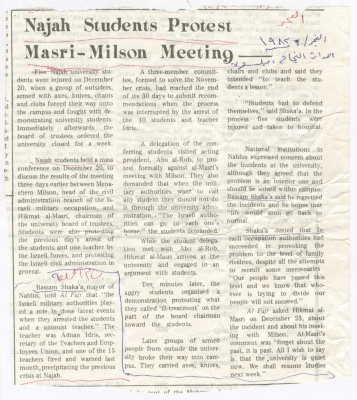 Najah Students Protest
Masri-Milson Meeting
Five Najah university stu-
dents were injured on December
20, when a group of outsiders,
armed with axes, knives, chains
and clubs forced their way onto
the campus and fought with de-
monstrating university students.
Immediately afterwards the
board of trustees ordered the
university closed for a week.
Najah students held a mass
conference on December 20, to
discuss the results of the meeting
three days earlier between Mena-
chem Milson, head of the civil
administration branch of the Is-
raeli military occupation, and
Hikmat al-Masri, chairman of
the university board of trustees.
Students were also protesting
the previous day's arrest of
the students and one teacher by
the Israeli forces, and protesting
the Israeli civil administration in
general.
Bassam Shaka'a, mayor of
Nablus, told Al Fajr that "the
Israeli military authorities play-
ed a role in these latest events
when they arrested the students
and a unionist teacher." The
teacher was Adnan Idris, secre-
tary of the Teachers and Em-
ployees Union, and one of the 15
teachers fired and warned last
month, precipitating the previous
crisis at Najah.
A three-member commit-
tee, formed to solve the Novem-
ber crisis, had reached the end
of its 30 days to submit recom-
mendations when the process
was interrupted by the arrest of
the 10 students and teacher
Idris.
A delegation of the con-
ferring students visited acting
president, Abu al-Rob, to pro-
test formally against al-Masri's
meeting with Milson. They also
demanded that when the mili-
tary authorities want to call
any students they should not do
it through the university admini-
stration. "The Israeli authori-
ties can go to each one's
home" the students demanded.
While the student delega-
tion met with Abu al-Rob,
Hikmat al-Masri arrived at the
university and engaged in an
argument with students.
Ten minutes later, the
angry students organised a
demonstration protesting what
they called "ill-treatment" on the
part of the board chairman
toward the students.
Later groups of armed
people from outside the univer-
sity broke their way into cam-
pus. They carried axes, knives,
chairs and clubs and said they
intended "to teach the students
a lesson."
"Students had to defend
themselves," said Shaka'a. In the
process five students were
injured and taken to hospital.
National institutions in
Nablus expressed concern about
the incidents at the university,
although they agreed that the
problem is an interior one and
should be solved within campus.
Bassam Shaka'a said he regretted
the incidents and he hopes that
"life would soon get back to
normal.
Shaka'a denied that the
Israeli occupation authorities had
succeeded in provoking the
problem to the level of family
rivalries, despite all the attempts
to recruit some mercenaries.
"Our people have passed this
level and we know that who-
ever is trying to divide our
people will not succeed."
Al Fajr asked Hikmat al-
Masri on December 23, about
the incident and about his meet-
ing with Milson. Al-Masri's
comment was "forget about the
past, it is past. All I wish to say
is that the university is quiet
now. We shall resume studies
next week."